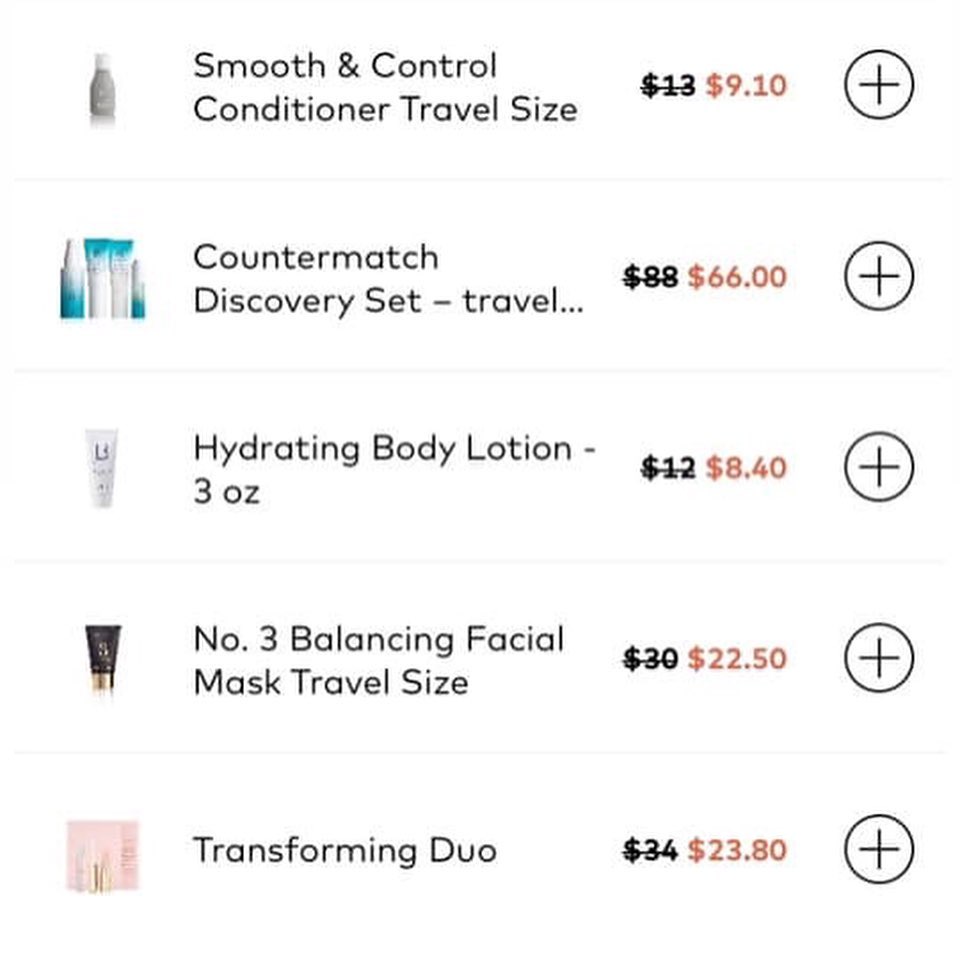 Smooth & Control
Conditioner Travel Size
$13 $9.10
Countermatch
Discovery Set – travel...
$88 $66.00
Hydrating Body Lotion -
3 oz
$12 $8.40
No. 3 Balancing Facial
Mask Travel Size
$30 $22.50
Transforming Duo
$34 $23.80